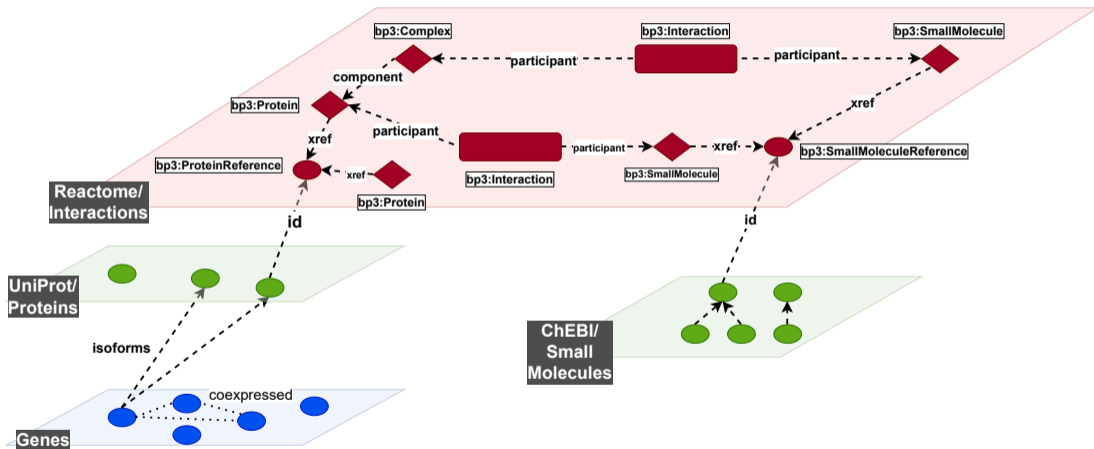 bp3:Complex
bp3:Interaction
bp3:SmallMolecule
participant
participant
component
bp3:Protein
xref
participant
xref
participant
xref
bp3:ProteinReference
bp3:SmallMoleculeReference
xref
bp3:Interaction
bp3:SmallMolecule
bp3:Protein
Reactome/
Interactions
id
id
UniProt/
Proteins
ChEBI/
Small
Molecules
isoforms
coexpressed
Genes